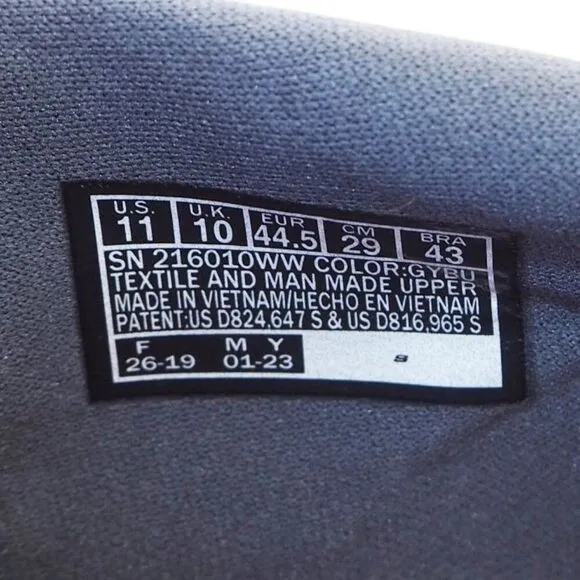 U.S. U.K. EUR CM BRA
11 10 44.5 29 43
SN 216010WW COLOR:GYBU
TEXTILE AND MAN MADE UPPER
MADE IN VIETNAM/HECHO EN VIETNAM
PATENT:US D824,647 S & US D816,965 S
F M Y
26-19 01-23 S